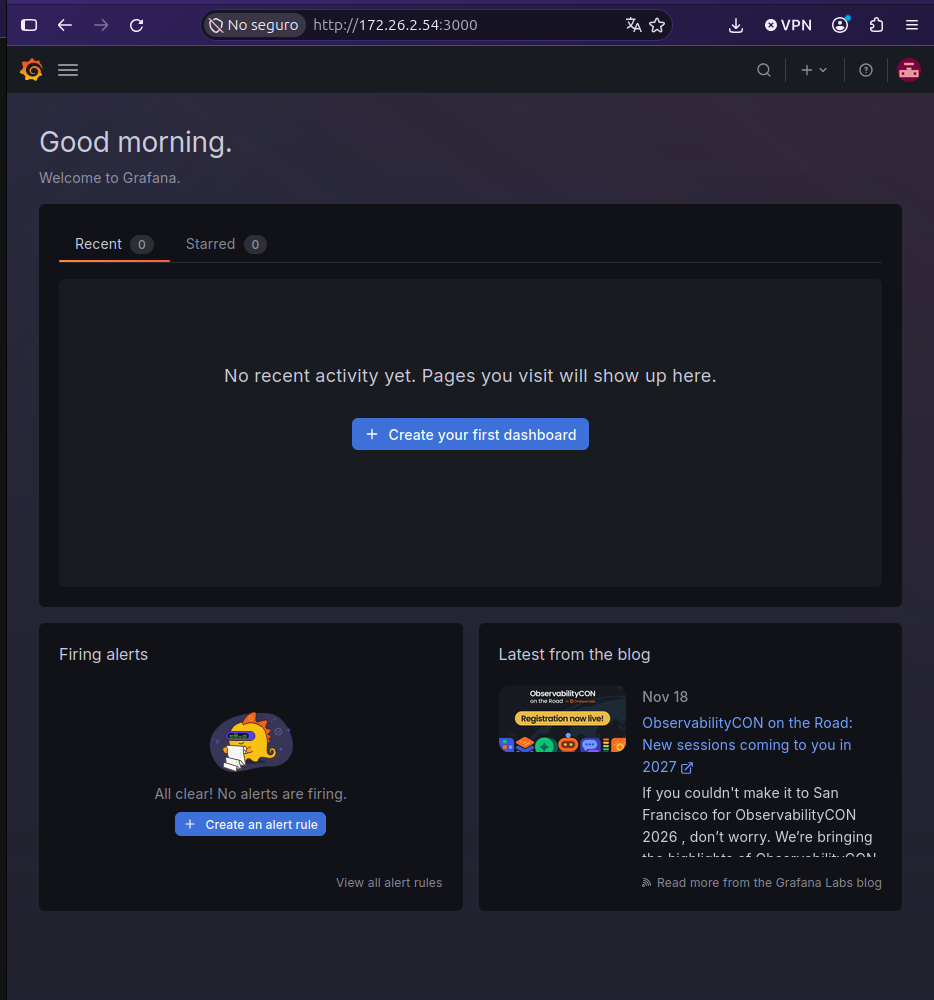 No seguro http://172.26.2.54:3000
VPN
Good morning.
Welcome to Grafana.
Recent 0 Starred 0
No recent activity yet. Pages you visit will show up here.
+ Create your first dashboard
Firing alerts
All clear! No alerts are firing.
+ Create an alert rule
View all alert rules
Latest from the blog
ObservabilityCON
on the Road
Registration now live!
Nov 18
ObservabilityCON on the Road:
New sessions coming to you in
2027
If you couldn't make it to San
Francisco for ObservabilityCON
2026 , don’t worry. We’re bringing
the highlights of ObservabilityCON
Read more from the Grafana Labs blog